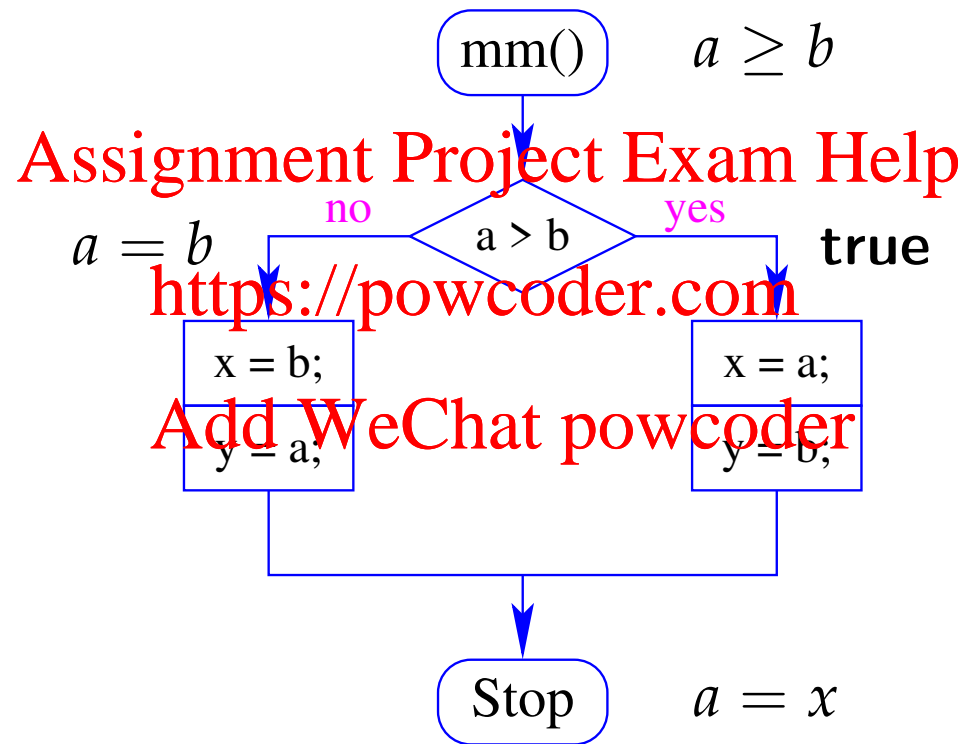 mm() a ≥ b
Assignment Project Exam Help
no yes
a = b a > b true
https://powcoder.com
x = b; x = a;
Add WeChat powcoder
y = a; y = b;
Stop a = x